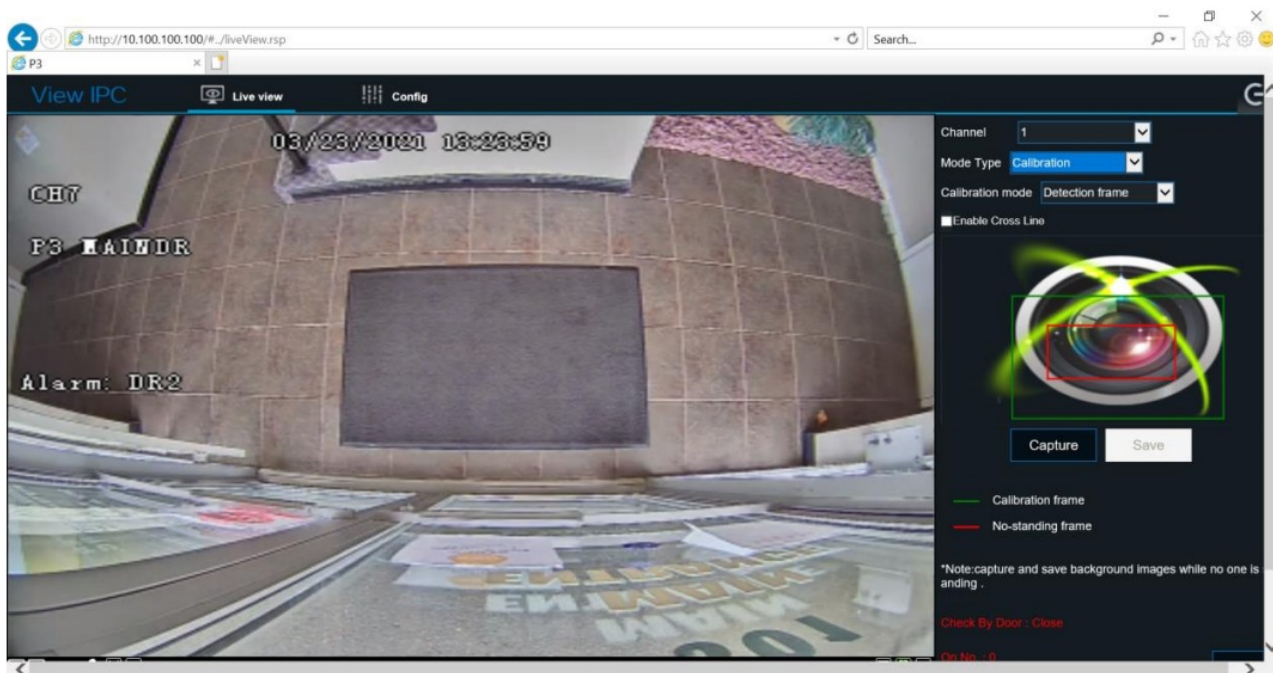 http://10.100.100.100/#../liveView.rsp
Search...
P3
View IPC
Live view
Config
03/23/2021 13:23:59
CH7
P3 MAINDR
Alarm: DR2
MAIN
Channel 1
Mode Type Calibration
Calibration mode Detection frame
Enable Cross Line
Capture
Save
Calibration frame
No-standing frame
*Note:capture and save background images while no one is
anding .
Check By Door : Close
On No. : 0